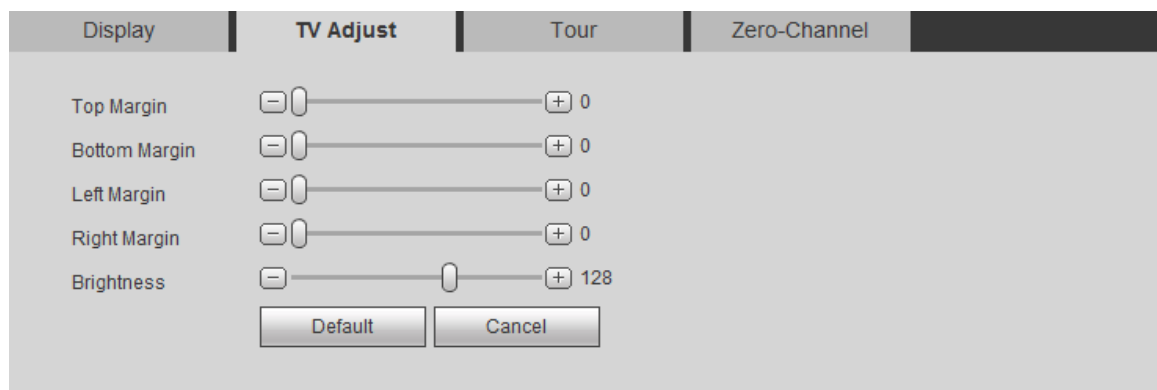 Display TV Adjust Tour Zero-Channel
Top Margin 0
Bottom Margin 0
Left Margin 0
Right Margin 0
Brightness 128
Default Cancel